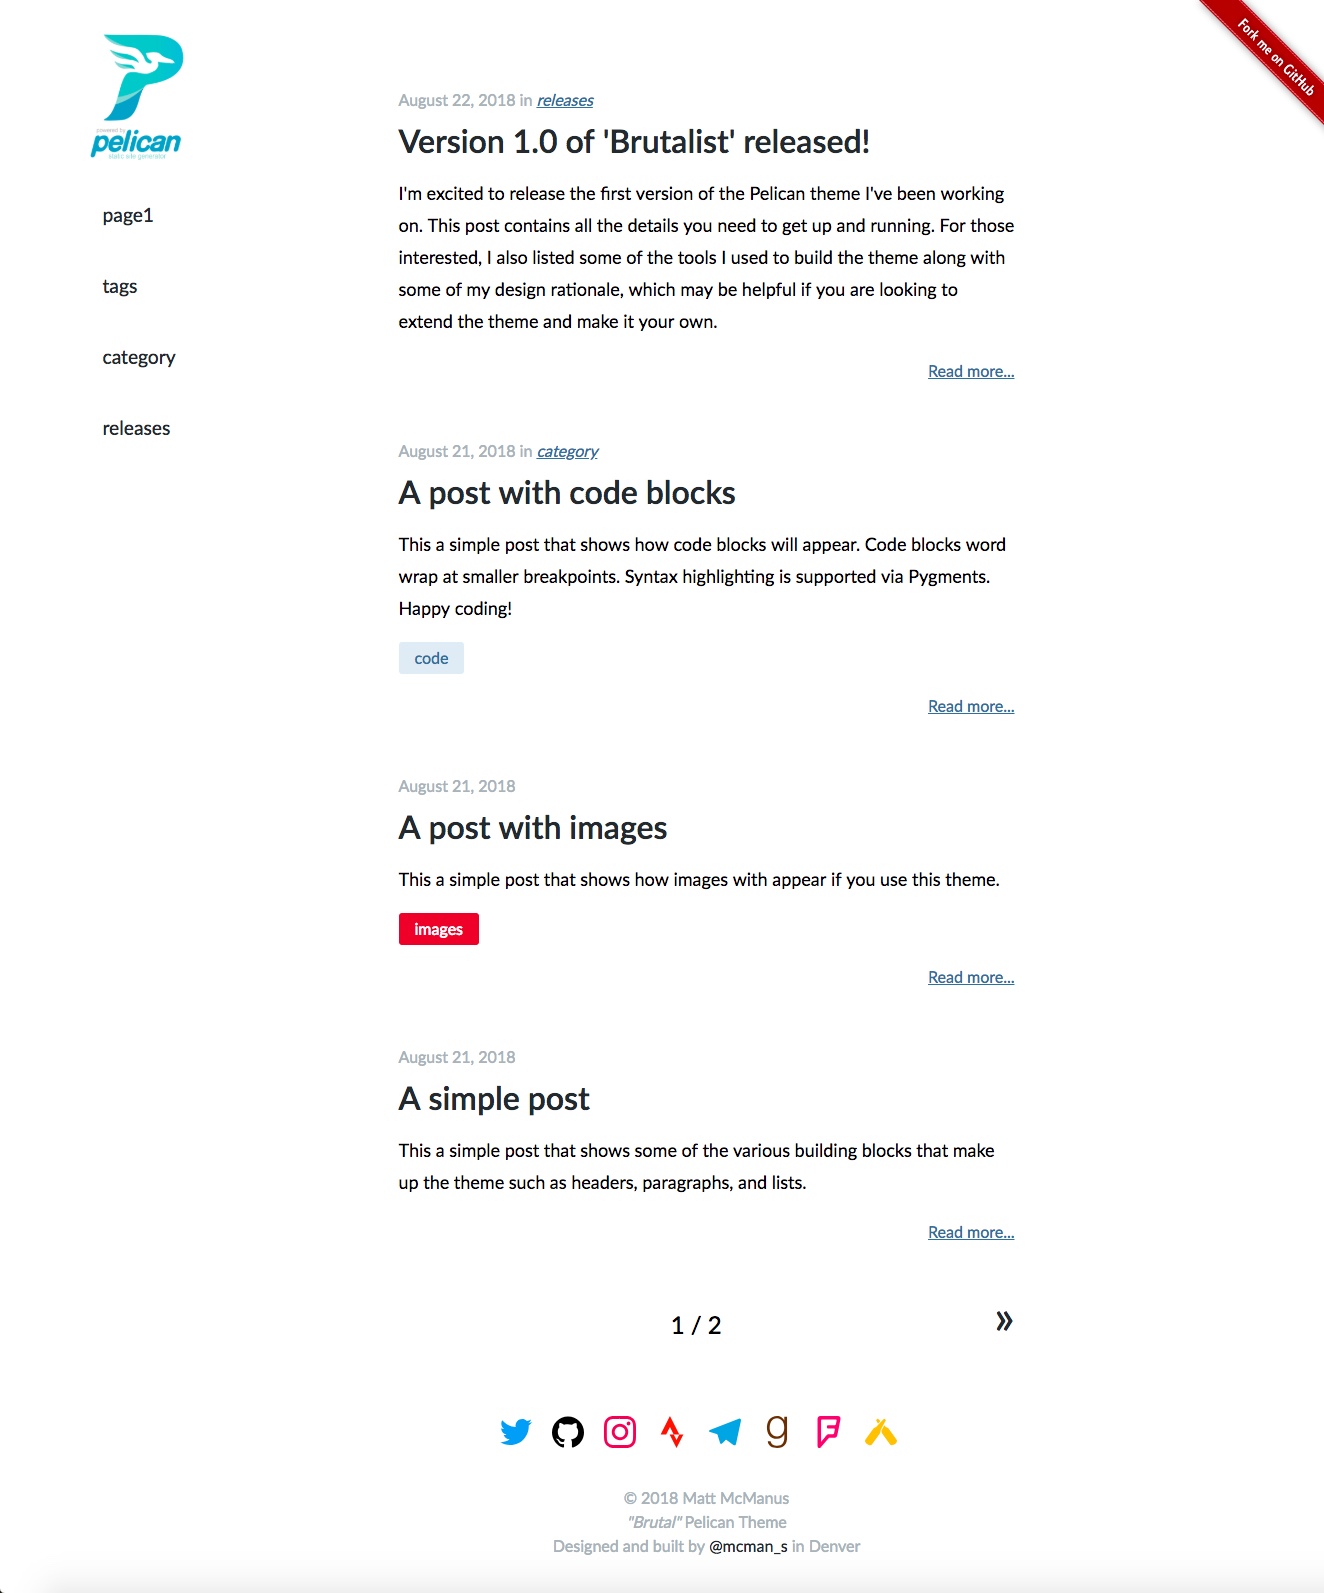 Fork me on GitHub
powered by
pelican
static site generator
page1
tags
category
releases
August 22, 2018 in releases
Version 1.0 of 'Brutalist' released!
I'm excited to release the first version of the Pelican theme I've been working
on. This post contains all the details you need to get up and running. For those
interested, I also listed some of the tools I used to build the theme along with
some of my design rationale, which may be helpful if you are looking to
extend the theme and make it your own.
Read more...
August 21, 2018 in category
A post with code blocks
This a simple post that shows how code blocks will appear. Code blocks word
wrap at smaller breakpoints. Syntax highlighting is supported via Pygments.
Happy coding!
code
Read more...
August 21, 2018
A post with images
This a simple post that shows how images with appear if you use this theme.
images
Read more...
August 21, 2018
A simple post
This a simple post that shows some of the various building blocks that make
up the theme such as headers, paragraphs, and lists.
Read more...
1 / 2
»
© 2018 Matt McManus
"Brutal" Pelican Theme
Designed and built by @mcman_s in Denver